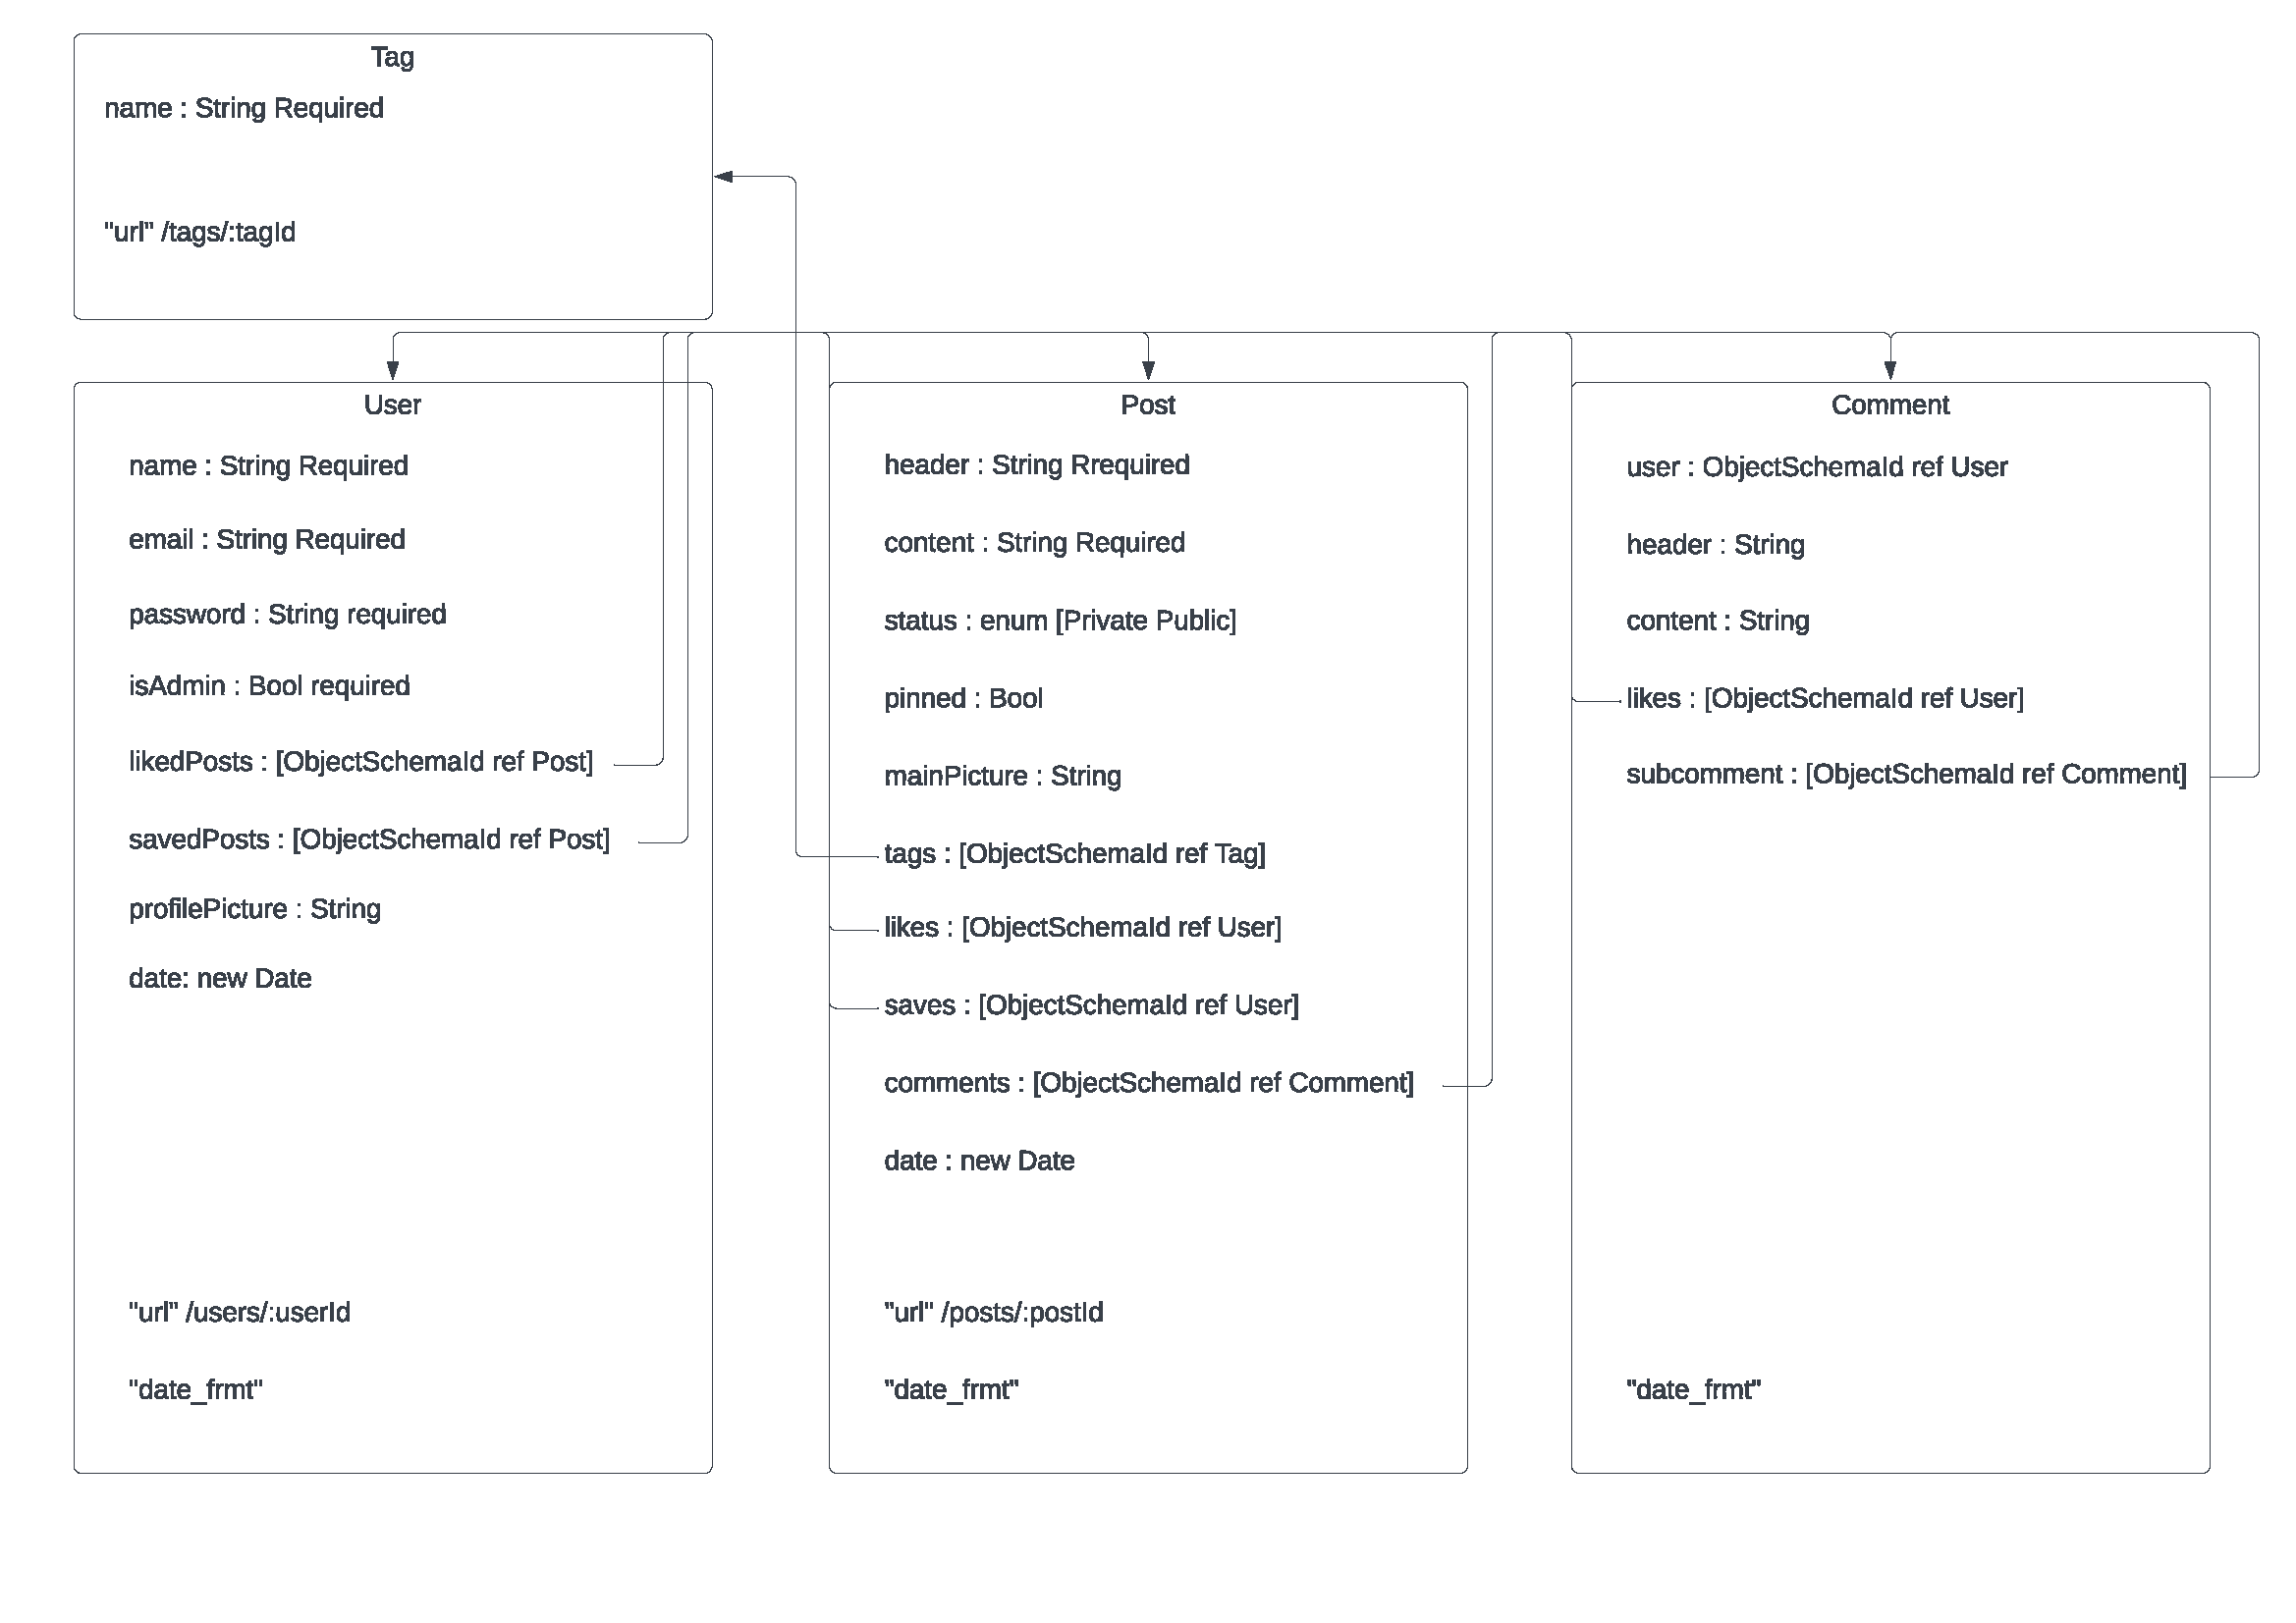 Tag
name : String Required
"url" /tags/:tagId
User
name : String Required
email : String Required
password : String required
isAdmin : Bool required
likedPosts : [ObjectSchemaId ref Post]
savedPosts : [ObjectSchemaId ref Post]
profilePicture : String
date: new Date
"url" /users/:userId
"date_frmt"
Post
header : String Rrequired
content : String Required
status : enum [Private Public]
pinned : Bool
mainPicture : String
tags : [ObjectSchemaId ref Tag]
likes : [ObjectSchemaId ref User]
saves : [ObjectSchemaId ref User]
comments : [ObjectSchemaId ref Comment]
date : new Date
"url" /posts/:postId
"date_frmt"
Comment
user : ObjectSchemaId ref User
header : String
content : String
likes : [ObjectSchemaId ref User]
subcomment : [ObjectSchemaId ref Comment]
"date_frmt"